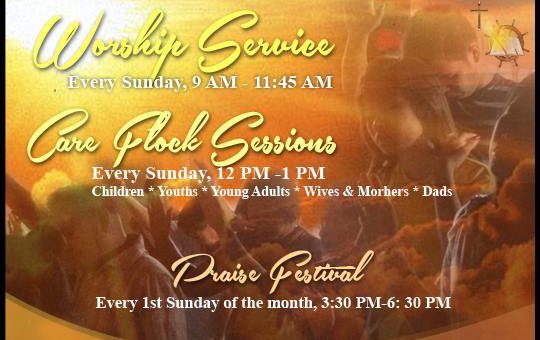 Worship Service
Every Sunday, 9 AM - 11:45 AM
Care Flock Sessions
Every Sunday, 12 PM -1 PM
Children * Youths * Young Adults * Wives & Morhers * Dads
Praise Festival
Every 1st Sunday of the month, 3:30 PM-6: 30 PM